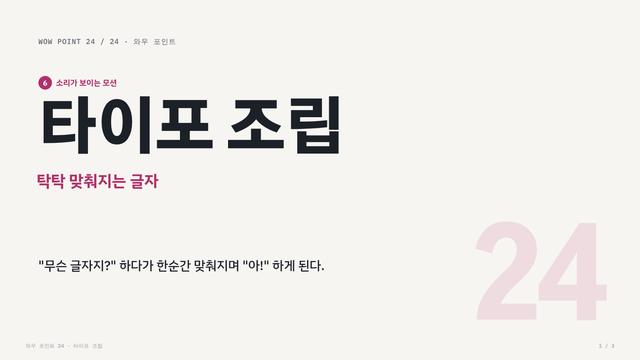 WOW POINT 24 / 24 · 와우 포인트
6 소리가 보이는 모션
타이포 조립
탁탁 맞춰지는 글자
"무슨 글자지?" 하다가 한순간 맞춰지며 "아!" 하게 된다.
24
와우 포인트 24 · 타이포 조립
1 / 3